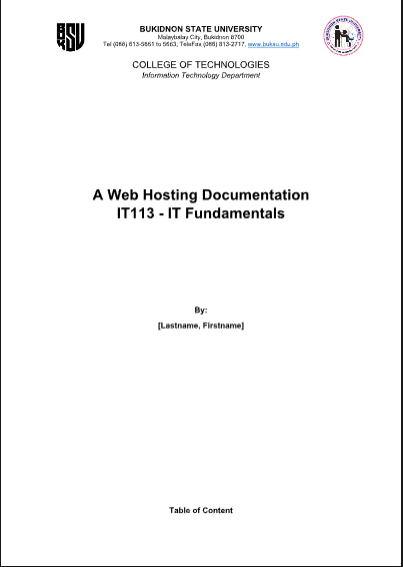 BUKIDNON STATE UNIVERSITY
Malaybalay City, Bukidnon 8700
Tel (088) 813-5661 to 5663; TeleFax (088) 813-2717, www.buksu.edu.ph
COLLEGE OF TECHNOLOGIES
Information Technology Department
A Web Hosting Documentation
IT113 - IT Fundamentals
By:
[Lastname, Firstname]
Table of Content